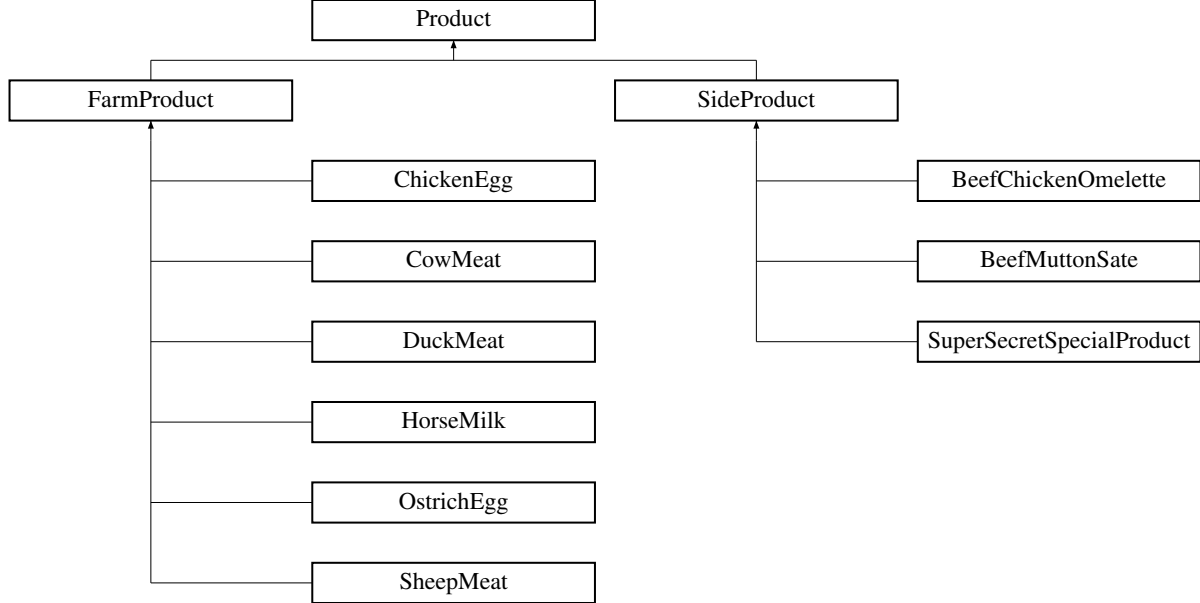 Product
FarmProduct
SideProduct
ChickenEgg
BeefChickenOmelette
CowMeat
BeefMuttonSate
DuckMeat
SuperSecretSpecialProduct
HorseMilk
OstrichEgg
SheepMeat